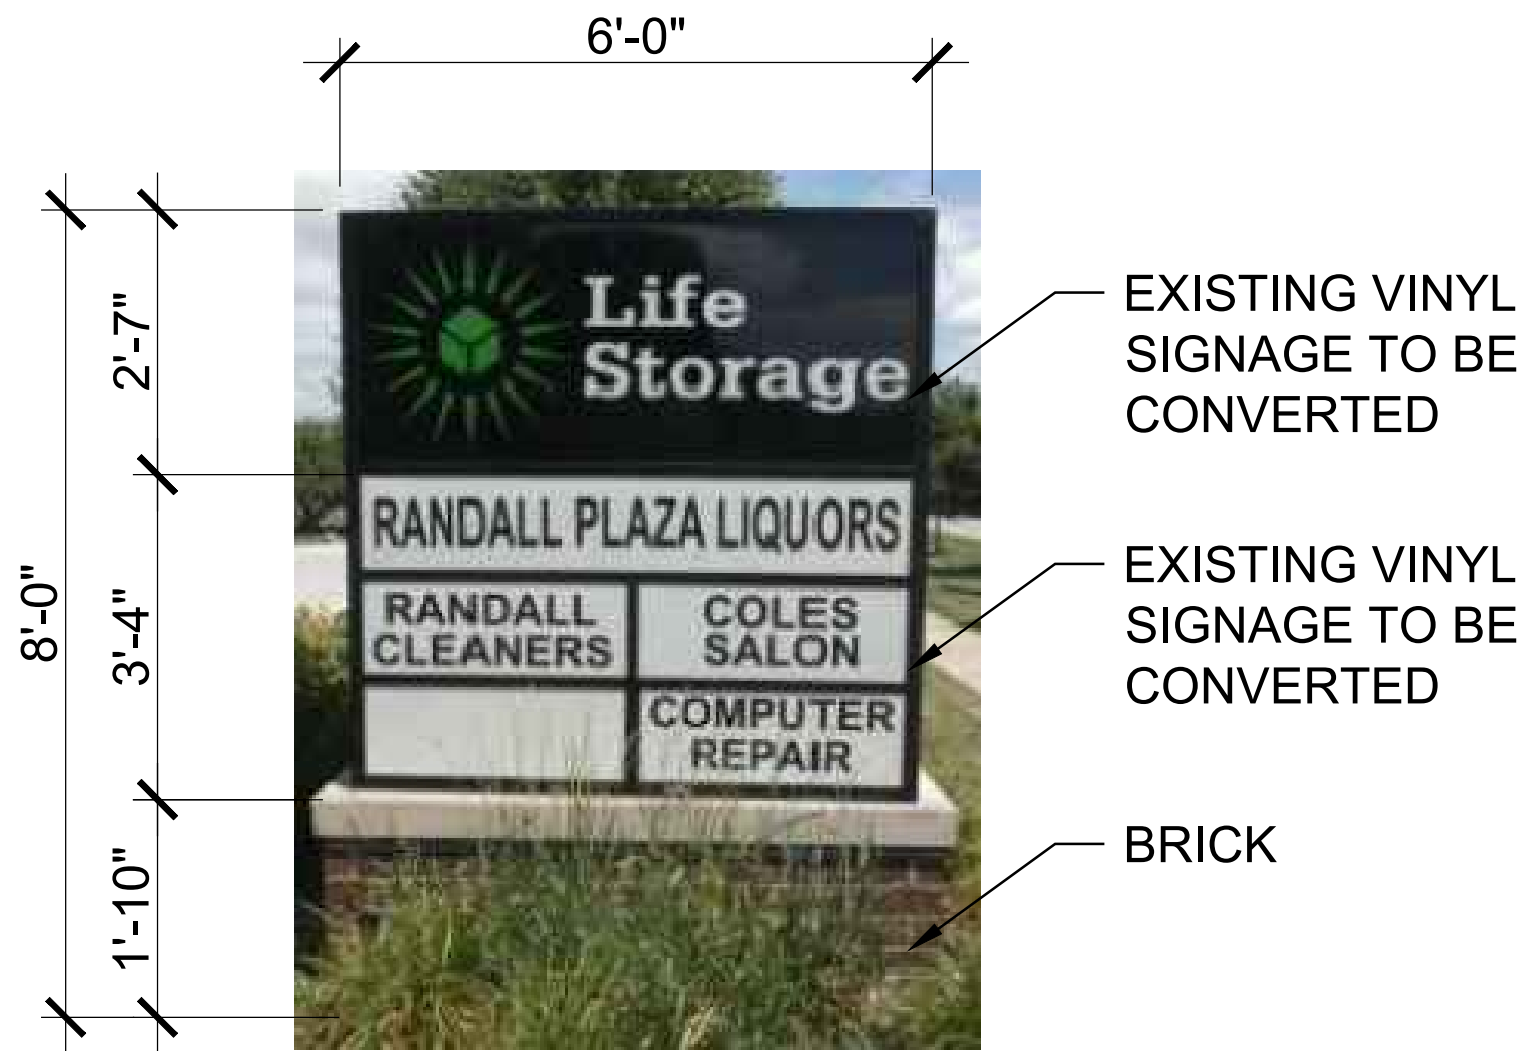 6'-0"
2'-7"
8'-0"
3'-4"
1'-10"
Life
Storage
RANDALL PLAZA LIQUORS
RANDALL
CLEANERS
COLES
SALON
COMPUTER
REPAIR
EXISTING VINYL
SIGNAGE TO BE
CONVERTED
EXISTING VINYL
SIGNAGE TO BE
CONVERTED
BRICK